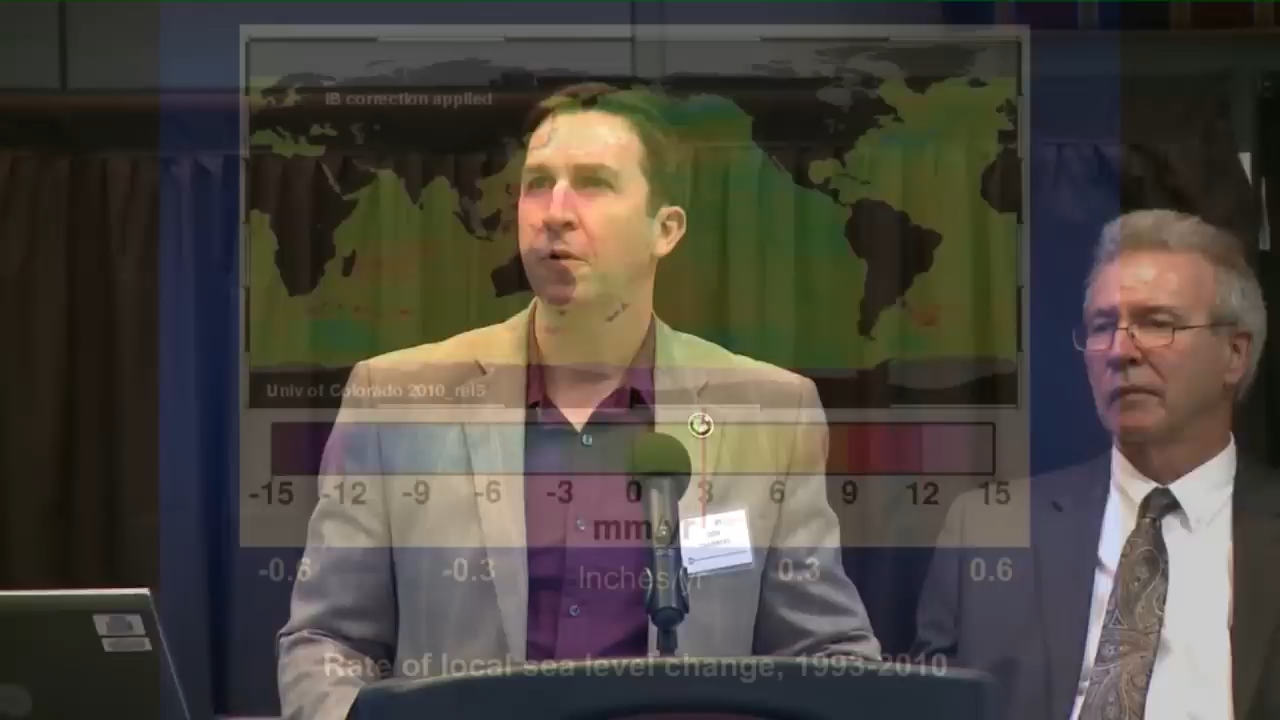 IB correction applied
Univ of Colorado 2010_rel5
-15 -12 -9 -6 -3 0 3 6 9 12 15
mm/yr
-0.6 -0.3 Inches/yr 0.3 0.6
Rate of local sea level change, 1993-2010